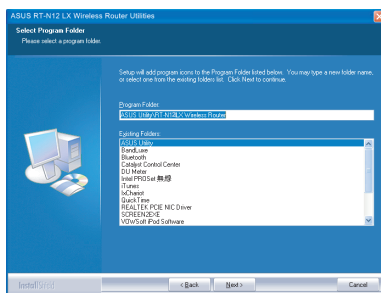 ASUS RT-N12 LX Wireless Router Utilities
Select Program Folder
Please select a program folder.
Setup will add program icons to the Program Folder listed below. You may type a new folder name,
or select one from the existing folders list. Click Next to continue.
Program Folder:
ASUS Utility\RT-N12LX Wireless Router
Existing Folders:
ASUS Utility
BandLuxe
Bluetooth
Catalyst Control Center
DU Meter
Intel PROSet 無線
iTunes
IxChariot
QuickTime
REALTEK PCIE NIC Driver
SCREEN2EXE
VOWSoft iPod Software
InstallShield
< Back
Next >
Cancel